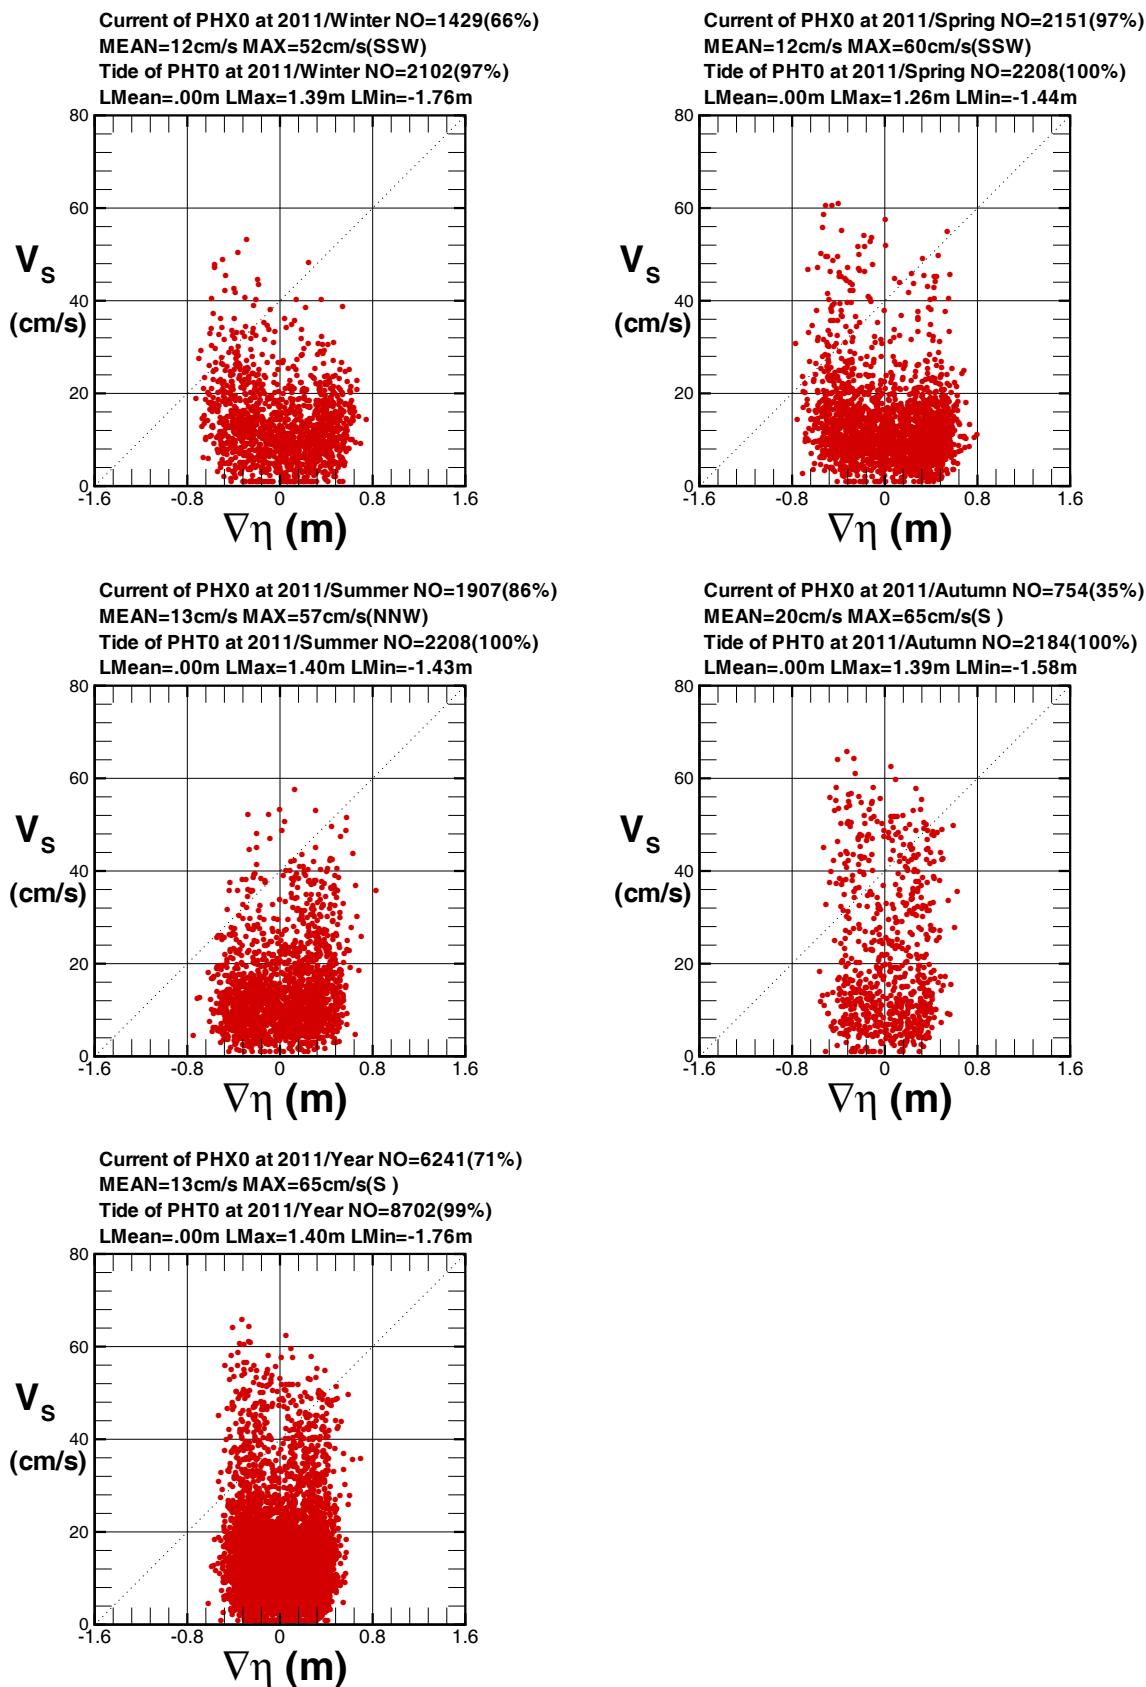 Current of PHX0 at 2011/Winter NO=1429(66%)
MEAN=12cm/s MAX=52cm/s(SSW)
Tide of PHT0 at 2011/Winter NO=2102(97%)
LMean=.00m LMax=1.39m LMin=-1.76m
80
60
40
20
0
-1.6 -0.8 0 0.8 1.6
VS
(cm/s)
∇η (m)
Current of PHX0 at 2011/Spring NO=2151(97%)
MEAN=12cm/s MAX=60cm/s(SSW)
Tide of PHT0 at 2011/Spring NO=2208(100%)
LMean=.00m LMax=1.26m LMin=-1.44m
80
60
40
20
0
-1.6 -0.8 0 0.8 1.6
VS
(cm/s)
∇η (m)
Current of PHX0 at 2011/Summer NO=1907(86%)
MEAN=13cm/s MAX=57cm/s(NNW)
Tide of PHT0 at 2011/Summer NO=2208(100%)
LMean=.00m LMax=1.40m LMin=-1.43m
80
60
40
20
0
-1.6 -0.8 0 0.8 1.6
VS
(cm/s)
∇η (m)
Current of PHX0 at 2011/Autumn NO=754(35%)
MEAN=20cm/s MAX=65cm/s(S )
Tide of PHT0 at 2011/Autumn NO=2184(100%)
LMean=.00m LMax=1.39m LMin=-1.58m
80
60
40
20
0
-1.6 -0.8 0 0.8 1.6
VS
(cm/s)
∇η (m)
Current of PHX0 at 2011/Year NO=6241(71%)
MEAN=13cm/s MAX=65cm/s(S )
Tide of PHT0 at 2011/Year NO=8702(99%)
LMean=.00m LMax=1.40m LMin=-1.76m
80
60
40
20
0
-1.6 -0.8 0 0.8 1.6
VS
(cm/s)
∇η (m)